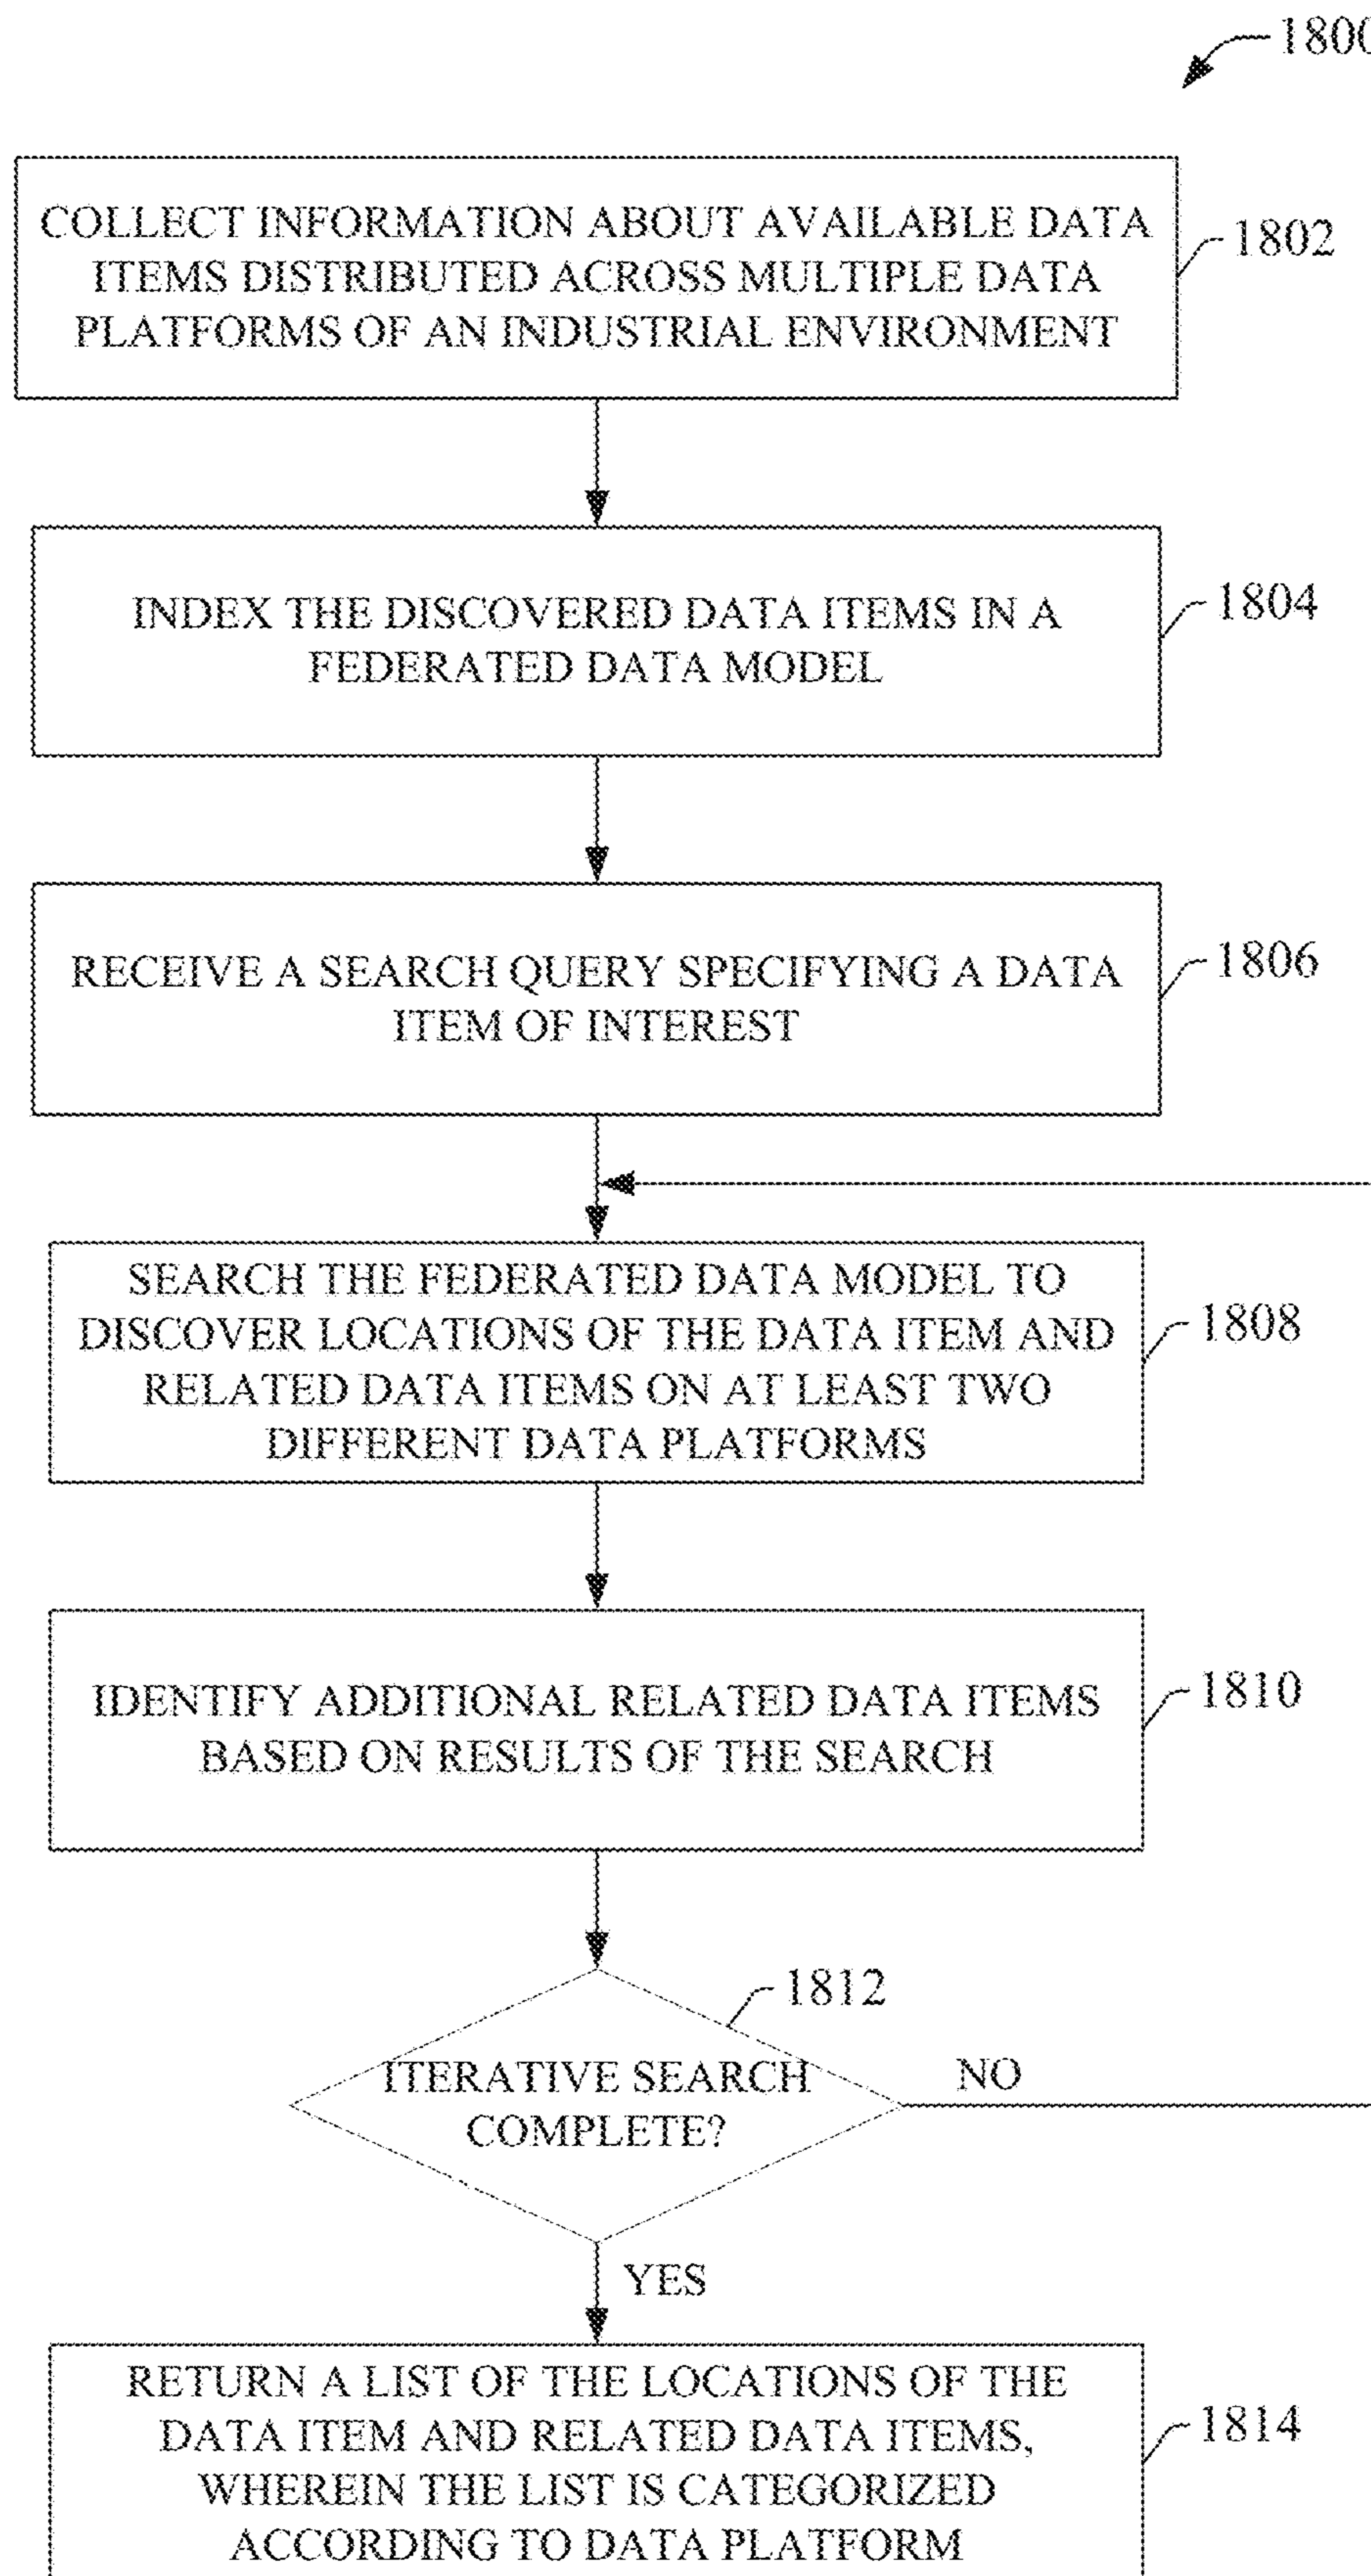 1800
COLLECT INFORMATION ABOUT AVAILABLE DATA
ITEMS DISTRIBUTED ACROSS MULTIPLE DATA
PLATFORMS OF AN INDUSTRIAL ENVIRONMENT
1802
INDEX THE DISCOVERED DATA ITEMS IN A
FEDERATED DATA MODEL
1804
RECEIVE A SEARCH QUERY SPECIFYING A DATA
ITEM OF INTEREST
1806
SEARCH THE FEDERATED DATA MODEL TO
DISCOVER LOCATIONS OF THE DATA ITEM AND
RELATED DATA ITEMS ON AT LEAST TWO
DIFFERENT DATA PLATFORMS
1808
IDENTIFY ADDITIONAL RELATED DATA ITEMS
BASED ON RESULTS OF THE SEARCH
1810
1812
ITERATIVE SEARCH
COMPLETE?
NO
YES
RETURN A LIST OF THE LOCATIONS OF THE
DATA ITEM AND RELATED DATA ITEMS,
WHEREIN THE LIST IS CATEGORIZED
ACCORDING TO DATA PLATFORM
1814